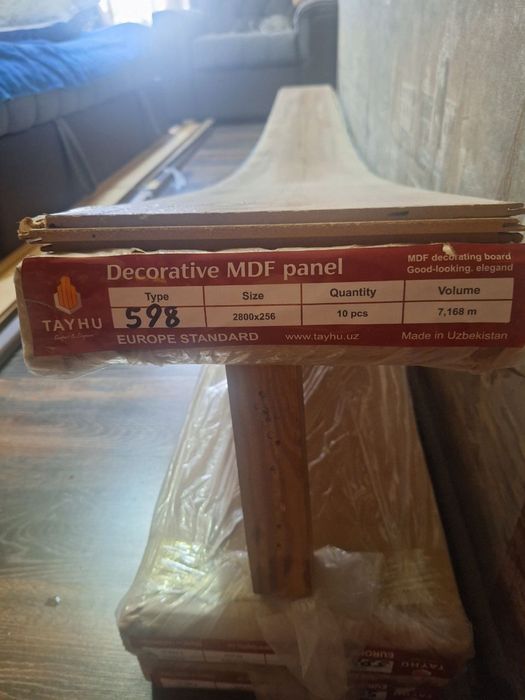 Decorative MDF panel
MDF decorating board
Good-looking. elegand
Type Size Quantity Volume
598 2800x256 10 pcs 7,168 m
TAYHU
EUROPE STANDARD www.tayhu.uz Made in Uzbekistan
TAYHU